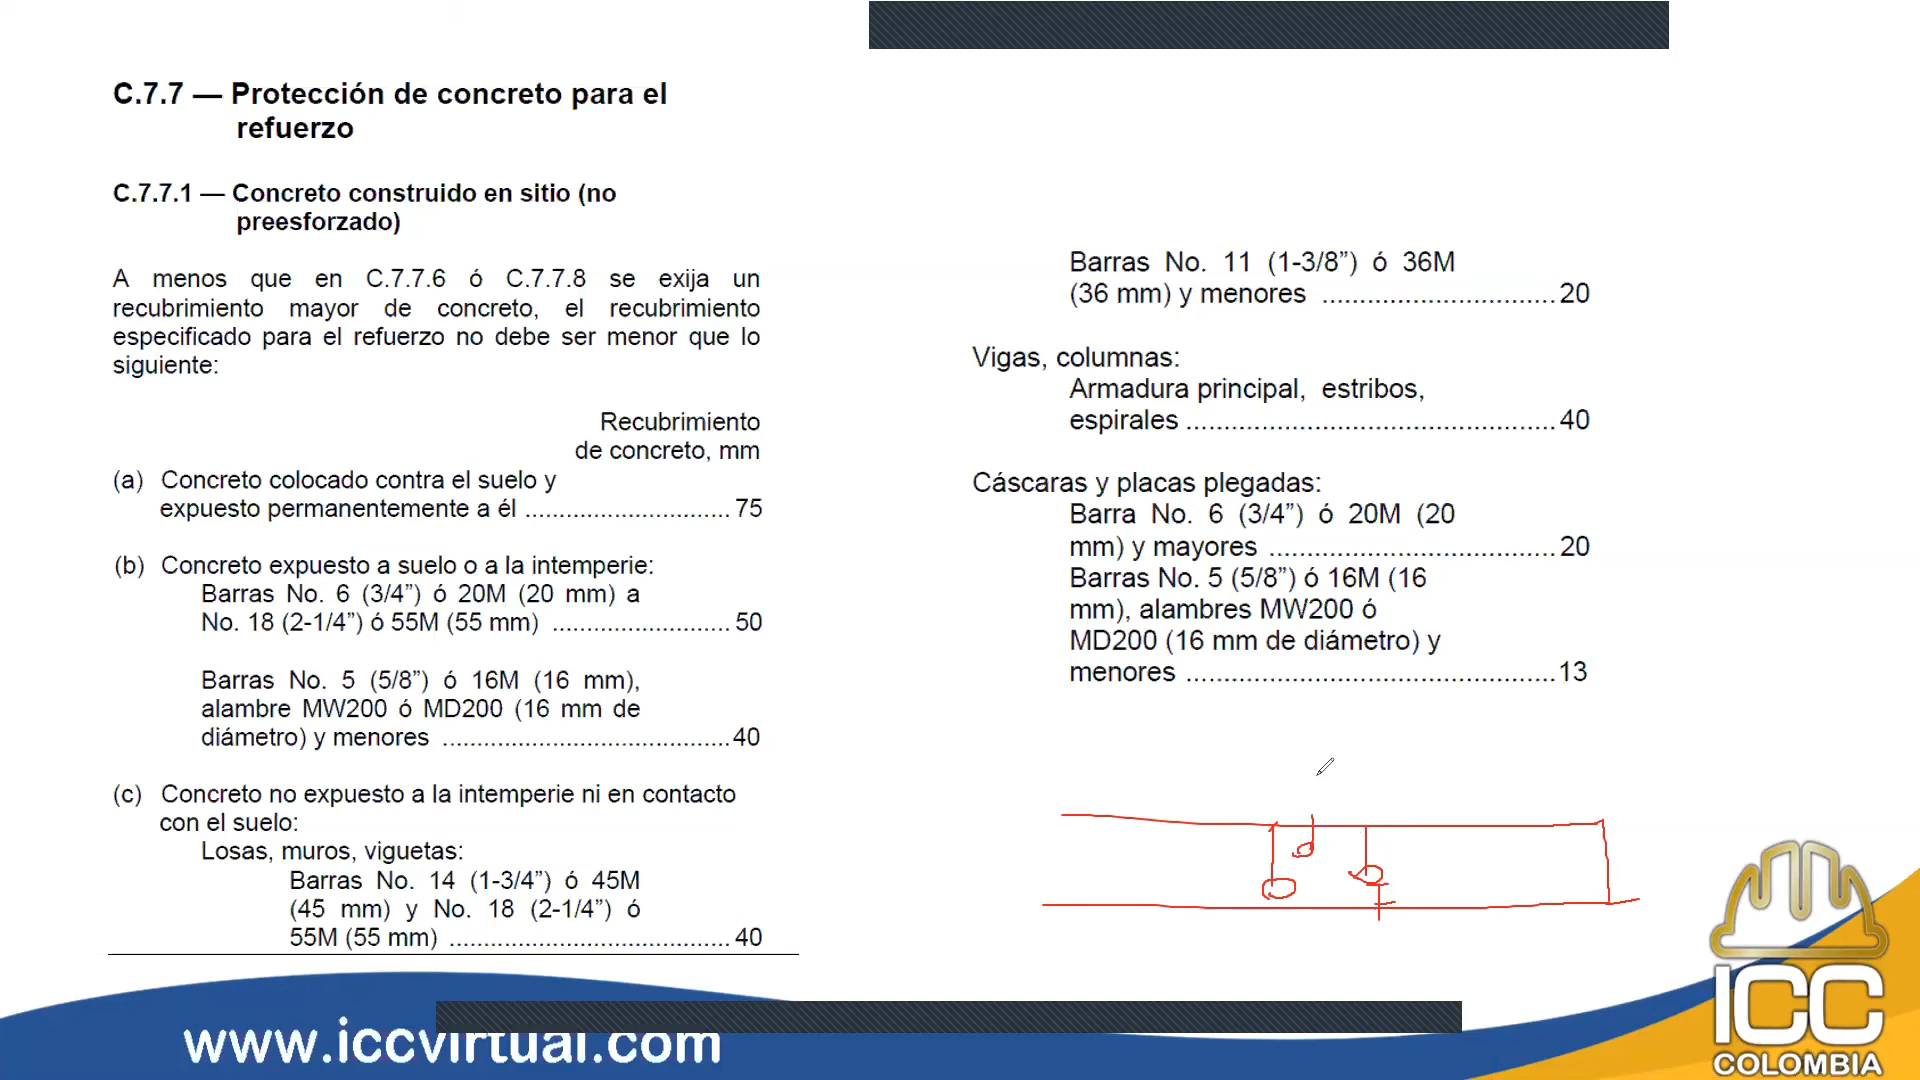 C.7.7 — Protección de concreto para el
refuerzo
C.7.7.1 — Concreto construido en sitio (no
preesforzado)
A menos que en C.7.7.6 ó C.7.7.8 se exija un
recubrimiento mayor de concreto, el recubrimiento
especificado para el refuerzo no debe ser menor que lo
siguiente:
Recubrimiento
de concreto, mm
(a) Concreto colocado contra el suelo y
expuesto permanentemente a él .............................. 75
(b) Concreto expuesto a suelo o a la intemperie:
Barras No. 6 (3/4”) ó 20M (20 mm) a
No. 18 (2-1/4”) ó 55M (55 mm) .......................... 50
Barras No. 5 (5/8”) ó 16M (16 mm),
alambre MW200 ó MD200 (16 mm de
diámetro) y menores .......................................... 40
(c) Concreto no expuesto a la intemperie ni en contacto
con el suelo:
Losas, muros, viguetas:
Barras No. 14 (1-3/4”) ó 45M
(45 mm) y No. 18 (2-1/4”) ó
55M (55 mm) ......................................... 40
Barras No. 11 (1-3/8”) ó 36M
(36 mm) y menores .............................. 20
Vigas, columnas:
Armadura principal, estribos,
espirales ................................................ 40
Cáscaras y placas plegadas:
Barra No. 6 (3/4”) ó 20M (20
mm) y mayores ..................................... 20
Barras No. 5 (5/8”) ó 16M (16
mm), alambres MW200 ó
MD200 (16 mm de diámetro) y
menores ................................................ 13
www.iccvirtual.com
ICC
COLOMBIA